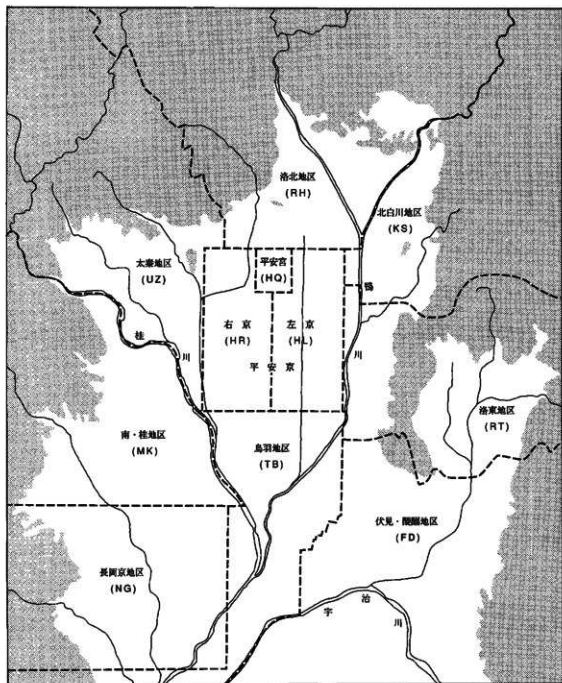 洛北地区
(RH)
北白川地区
(KS)
太秦地区
(UZ)
平安宮
(HQ)
鴨
川
桂
川
右京
(HR)
左京
(HL)
平安京
洛東地区
(RT)
南・桂地区
(MK)
鳥羽地区
(TB)
伏見・醍醐地区
(FD)
長岡京地区
(NG)
宇
治
川